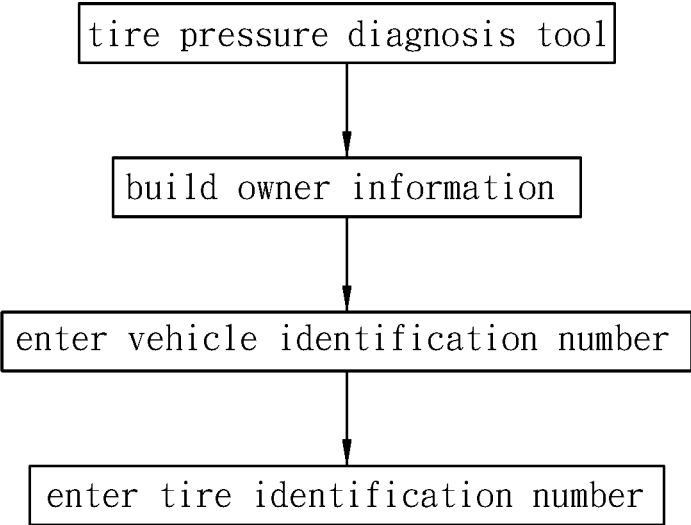 tire pressure diagnosis tool
build owner information
enter vehicle identification number
enter tire identification number